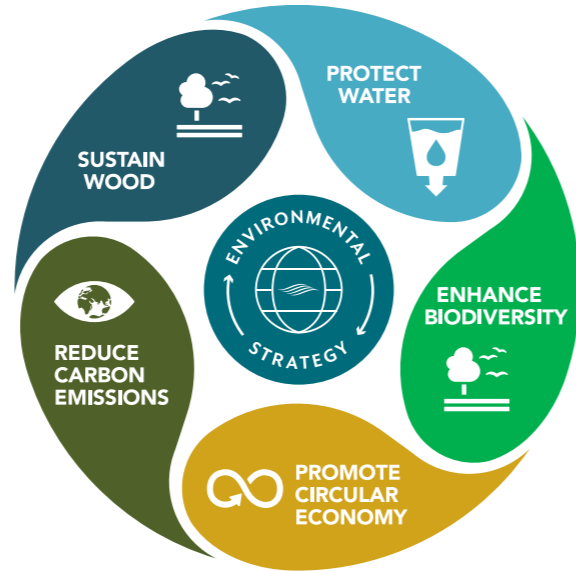 PROTECT
WATER
SUSTAIN
WOOD
ENVIRONMENTAL
STRATEGY
ENHANCE
BIODIVERSITY
REDUCE
CARBON
EMISSIONS
PROMOTE
CIRCULAR
ECONOMY